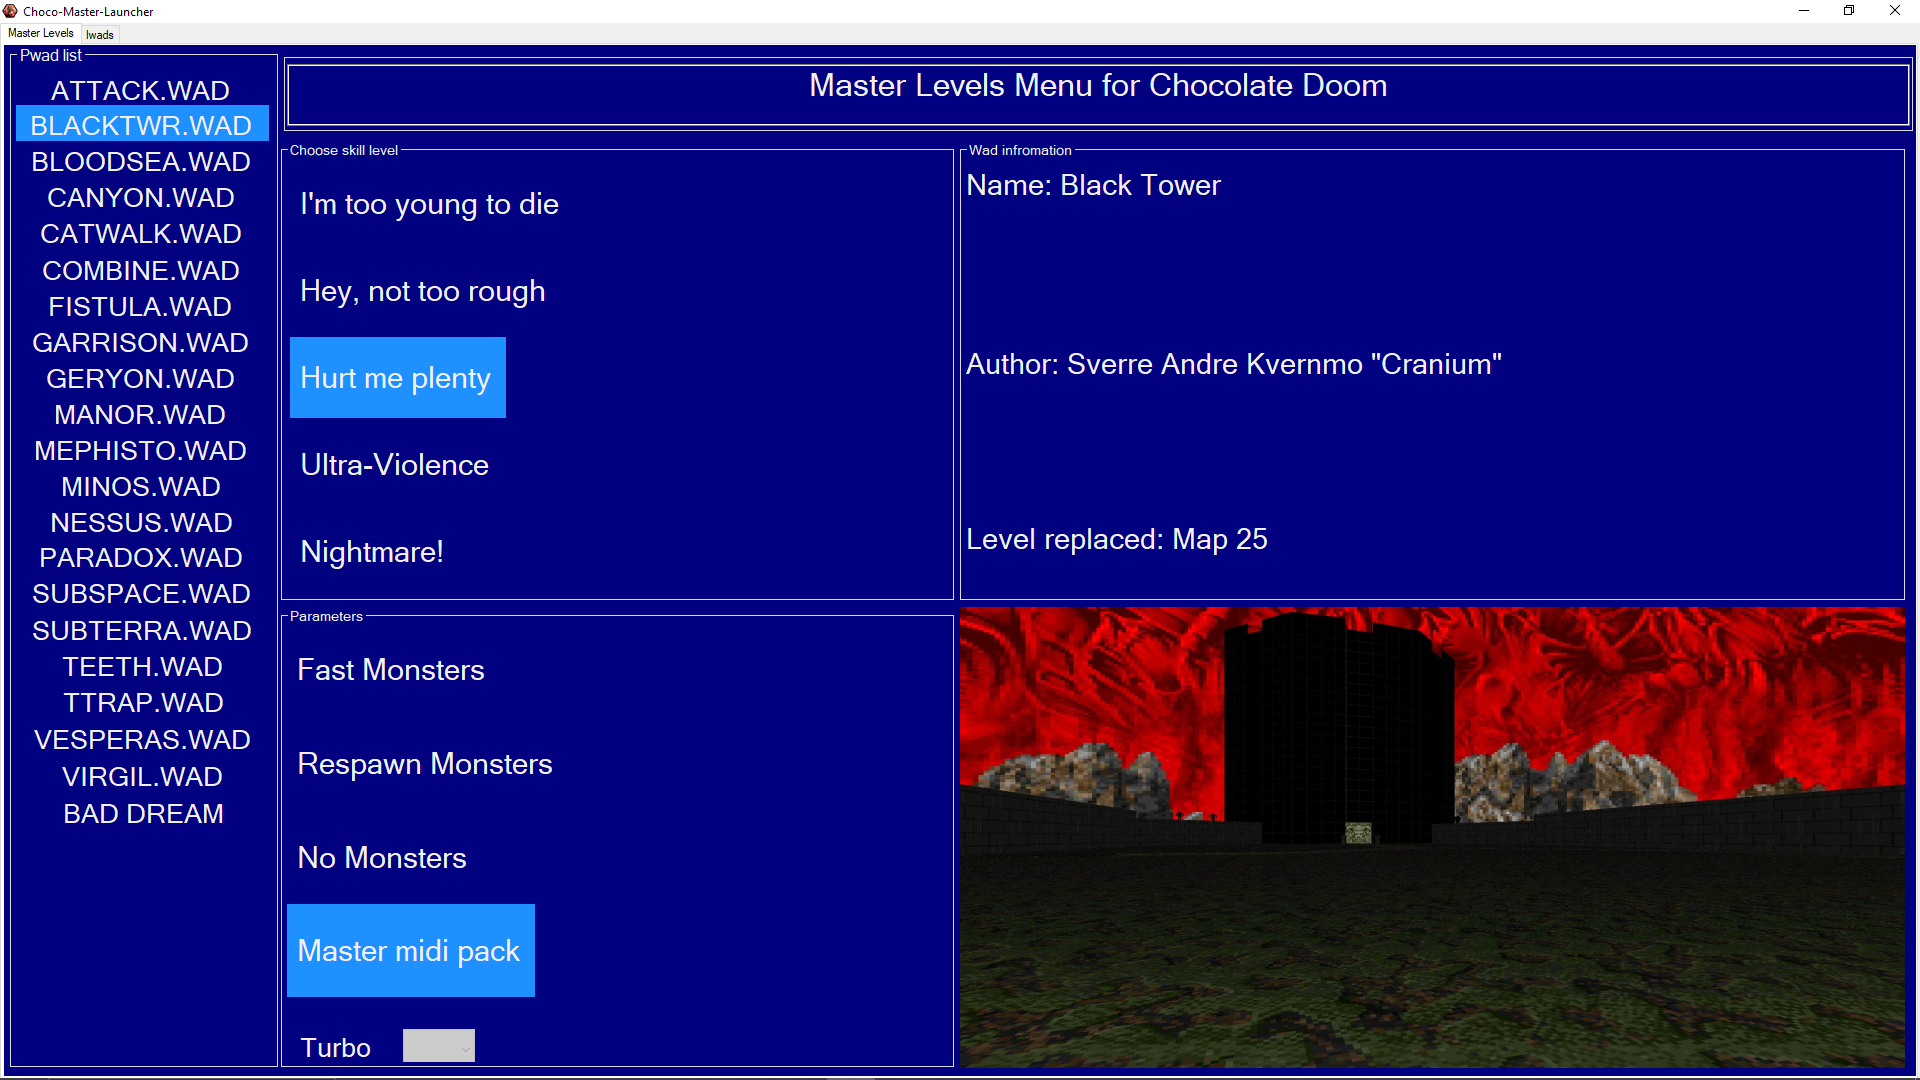 Choco-Master-Launcher
Master Levels
Iwads
Pwad list
ATTACK.WAD
BLACKTWR.WAD
BLOODSEA.WAD
CANYON.WAD
CATWALK.WAD
COMBINE.WAD
FISTULA.WAD
GARRISON.WAD
GERYON.WAD
MANOR.WAD
MEPHISTO.WAD
MINOS.WAD
NESSUS.WAD
PARADOX.WAD
SUBSPACE.WAD
SUBTERRA.WAD
TEETH.WAD
TTRAP.WAD
VESPERAS.WAD
VIRGIL.WAD
BAD DREAM
Master Levels Menu for Chocolate Doom
Choose skill level
I'm too young to die
Hey, not too rough
Hurt me plenty
Ultra-Violence
Nightmare!
Wad infromation
Name: Black Tower
Author: Sverre Andre Kvernmo "Cranium"
Level replaced: Map 25
Parameters
Fast Monsters
Respawn Monsters
No Monsters
Master midi pack
Turbo